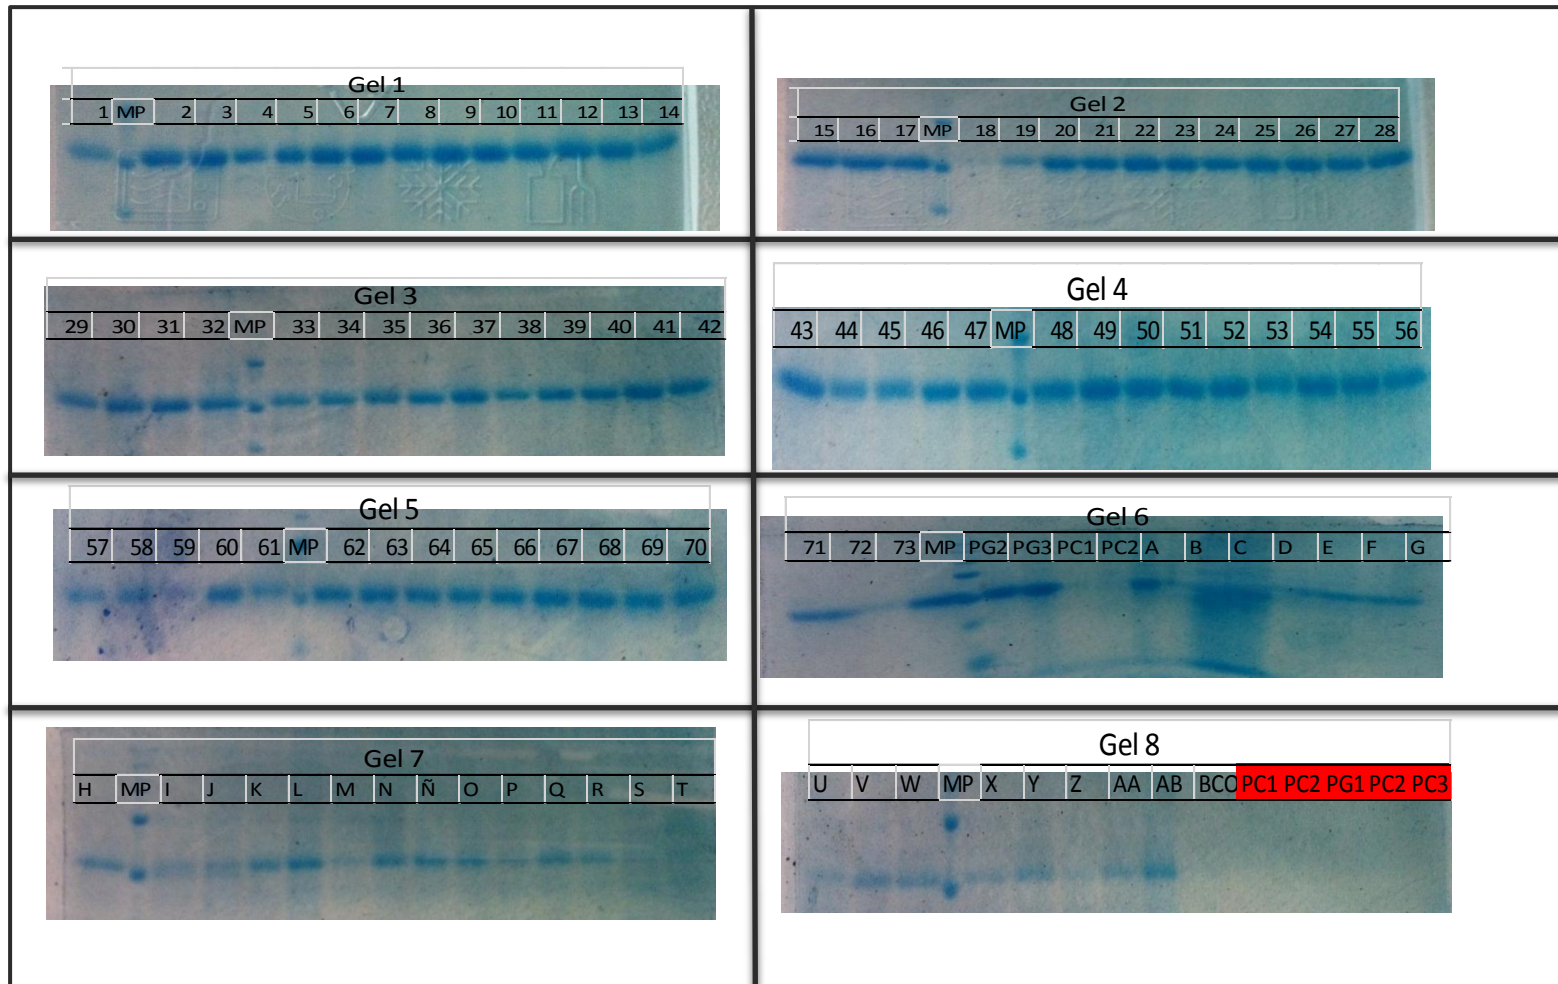 Gel 1
1 MP 2 3 4 5 6 7 8 9 10 11 12 13 14
Gel 2
15 16 17 MP 18 19 20 21 22 23 24 25 26 27 28
Gel 3
29 30 31 32 MP 33 34 35 36 37 38 39 40 41 42
Gel 4
43 44 45 46 47 MP 48 49 50 51 52 53 54 55 56
Gel 5
57 58 59 60 61 MP 62 63 64 65 66 67 68 69 70
Gel 6
71 72 73 MP PG2 PG3 PC1 PC2 A B C D E F G
Gel 7
H MP I J K L M N Ñ O P Q R S T
Gel 8
U V W MP X Y Z AA AB BCO PC1 PC2 PG1 PC2 PC3